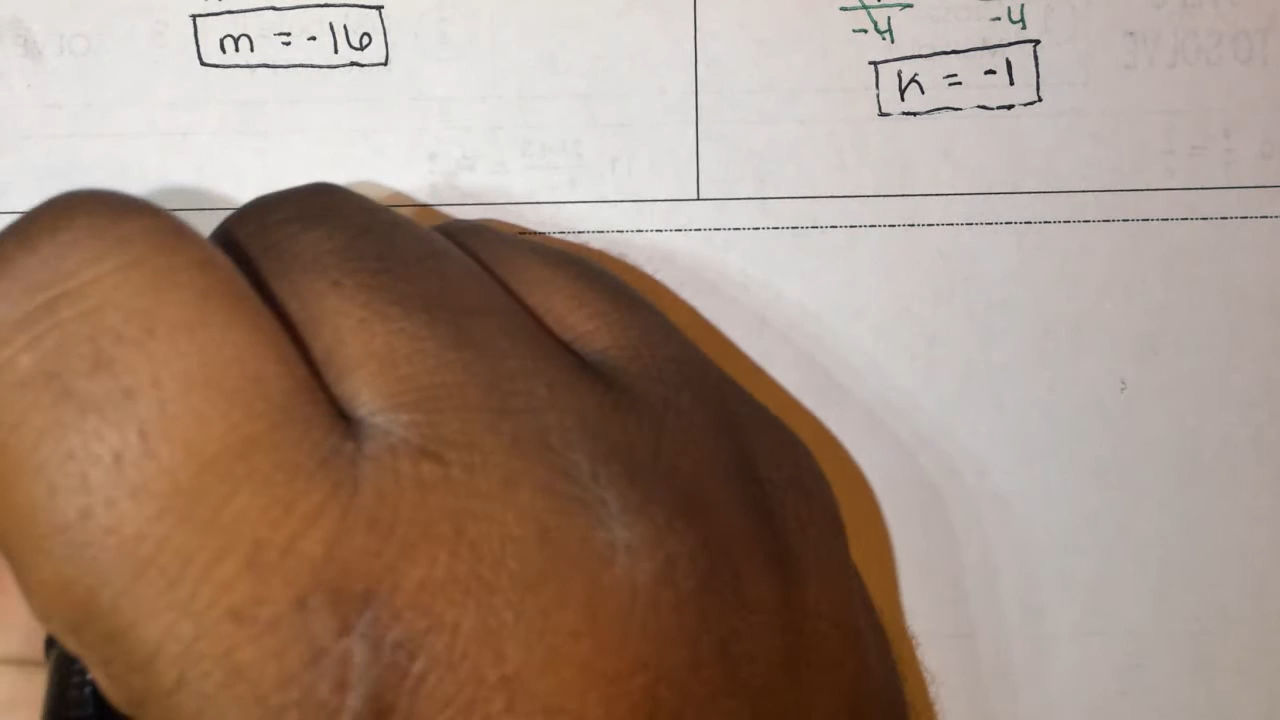 m = -16
-4 -4
K = -1